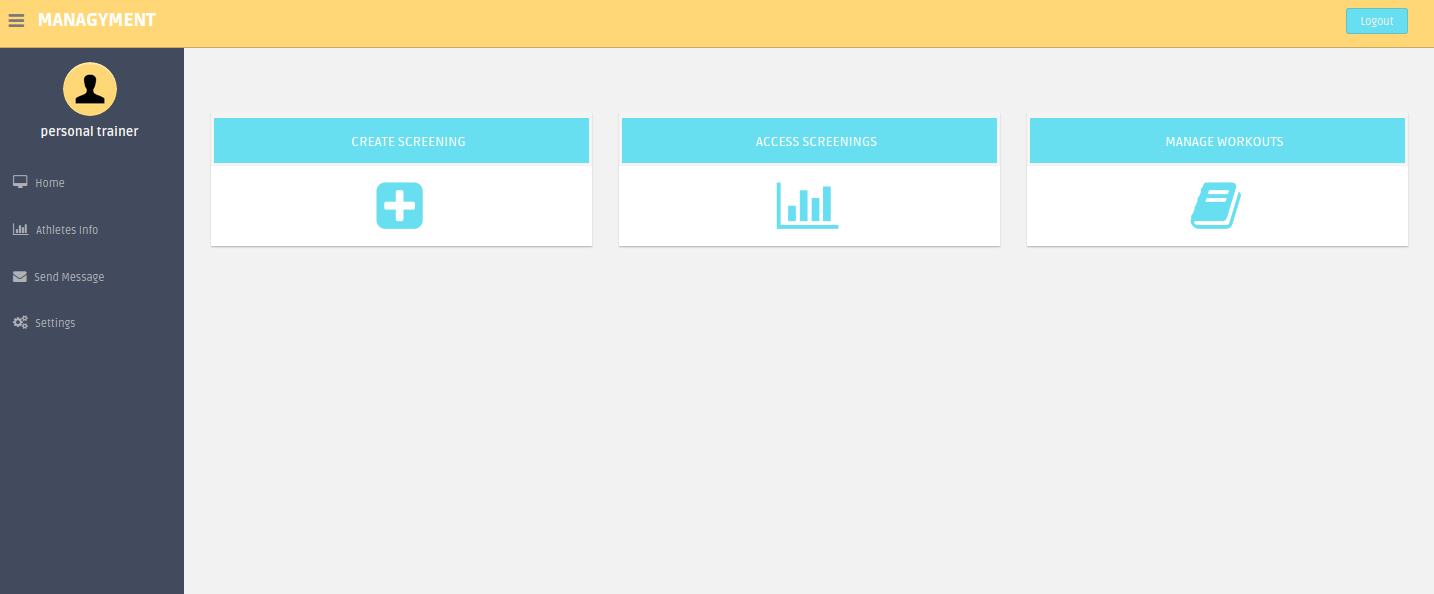 MANAGYMENT
Logout
personal trainer
Home
Athletes Info
Send Message
Settings
CREATE SCREENING
ACCESS SCREENINGS
MANAGE WORKOUTS